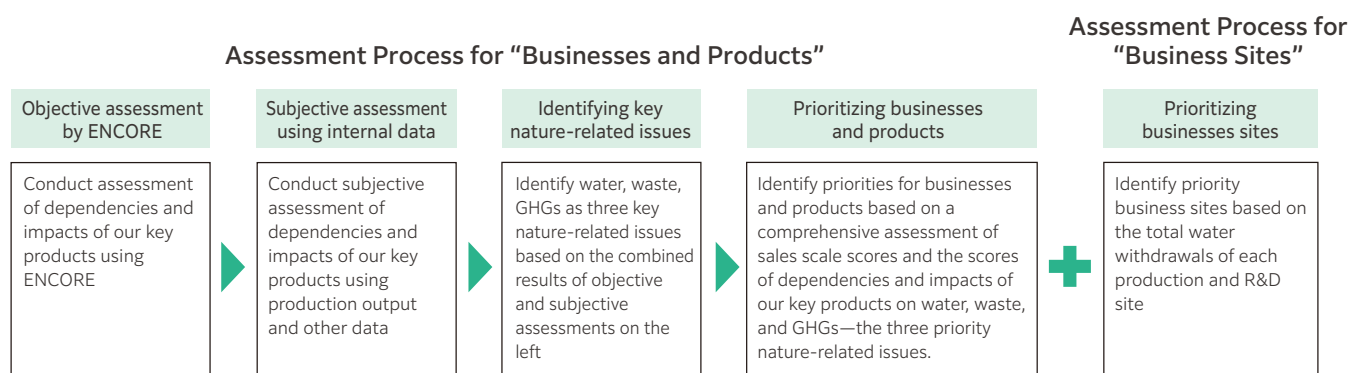 Assessment Process for “Businesses and Products”
Assessment Process for
“Business Sites”
Objective assessment
by ENCORE
Conduct assessment
of dependencies and
impacts of our key
products using
ENCORE
Subjective assessment
using internal data
Conduct subjective
assessment of
dependencies and
impacts of our key
products using
production output
and other data
Identifying key
nature-related issues
Identify water, waste,
GHGs as three key
nature-related issues
based on the combined
results of objective
and subjective
assessments on the
left
Prioritizing businesses
and products
Identify priorities for businesses
and products based on a
comprehensive assessment of
sales scale scores and the scores
of dependencies and impacts of
our key products on water, waste,
and GHGs—the three priority
nature-related issues.
Prioritizing
businesses sites
Identify priority
business sites based on
the total water
withdrawals of each
production and R&D
site